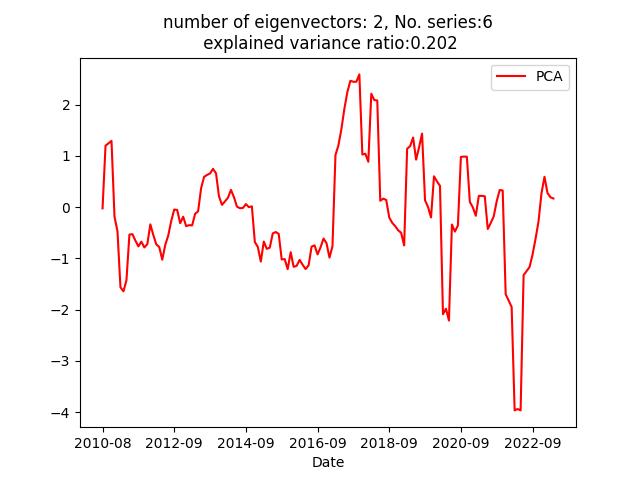 number of eigenvectors: 2, No. series:6
explained variance ratio:0.202
PCA
2
1
0
−1
−2
−3
−4
2010-08 2012-09 2014-09 2016-09 2018-09 2020-09 2022-09
Date